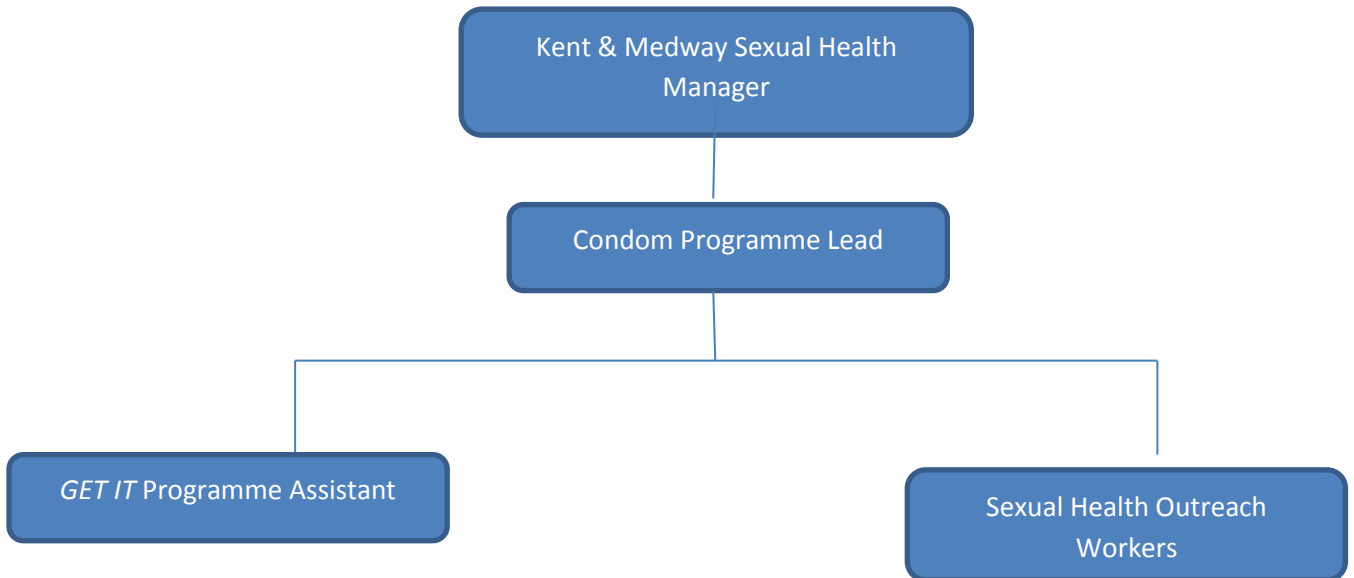 Kent & Medway Sexual Health
Manager
Condom Programme Lead
GET IT Programme Assistant
Sexual Health Outreach
Workers